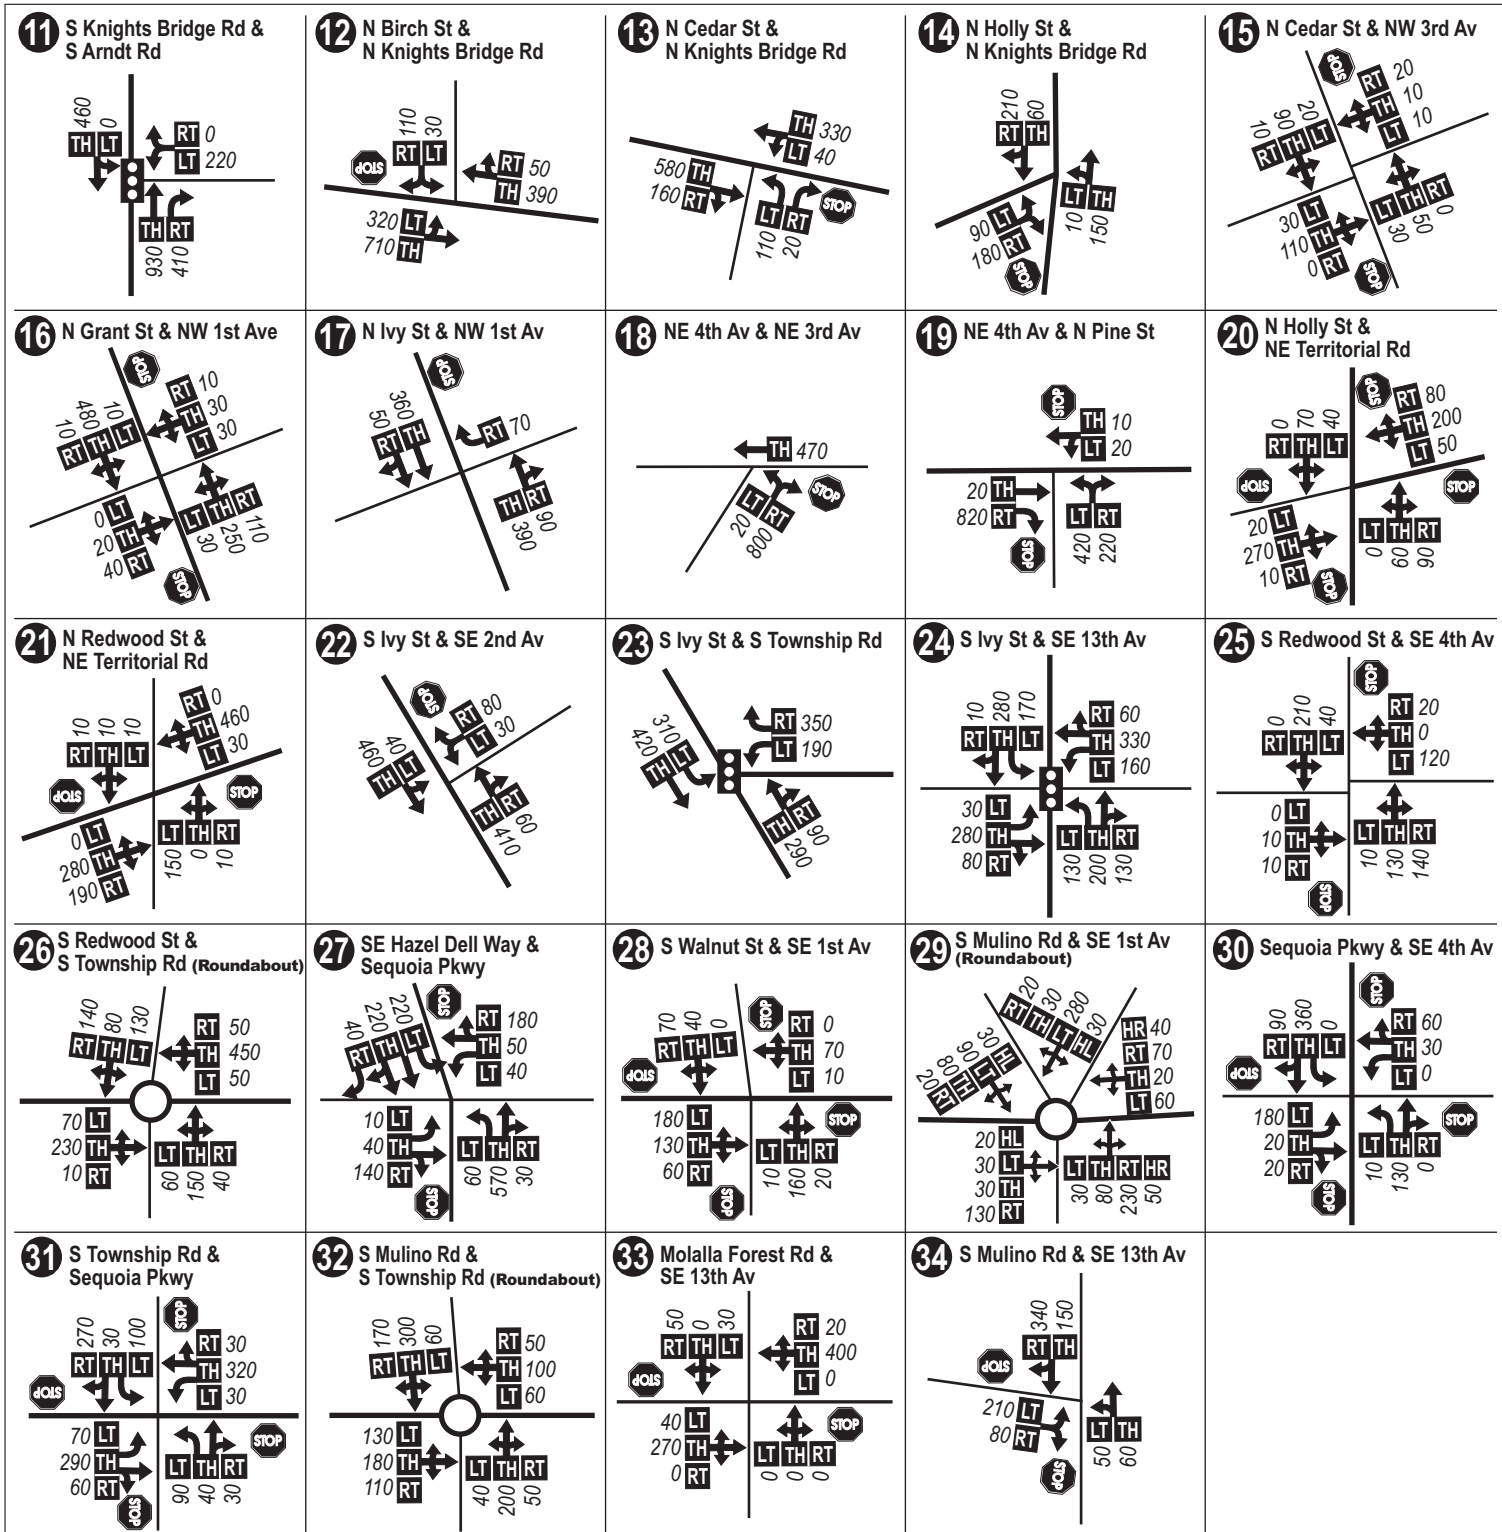 11 S Knights Bridge Rd &
S Arndt Rd
460 0
TH LT
RT 0
LT 220
TH RT
930 410
12 N Birch St &
N Knights Bridge Rd
110 30
STOP
RT LT
RT 50
TH 390
320 LT
710 TH
13 N Cedar St &
N Knights Bridge Rd
TH 330
LT 40
580 TH
160 RT
LT RT
110 20
STOP
14 N Holly St &
N Knights Bridge Rd
210 60
RT TH
LT TH
10 150
90 LT
180 RT
STOP
15 N Cedar St & NW 3rd Av
STOP
RT 20
TH 10
LT 10
10 90 20
RT TH LT
30 LT
110 TH
0 RT
LT TH RT
30 50 0
STOP
16 N Grant St & NW 1st Ave
STOP
RT 10
TH 30
LT 30
10 480 10
RT TH LT
0 LT
20 TH
40 RT
LT TH RT
30 250 110
STOP
17 N Ivy St & NW 1st Av
STOP
50 360
RT TH
RT 70
TH RT
390 90
18 NE 4th Av & NE 3rd Av
TH 470
LT RT
20 800
STOP
19 NE 4th Av & N Pine St
STOP
TH 10
LT 20
20 TH
820 RT
STOP
LT RT
420 220
20 N Holly St &
NE Territorial Rd
STOP
RT 80
TH 200
LT 50
0 70 40
RT TH LT
STOP
STOP
20 LT
270 TH
10 RT
STOP
LT TH RT
0 60 90
21 N Redwood St &
NE Territorial Rd
RT 0
TH 460
LT 30
10 10 10
RT TH LT
STOP
STOP
0 LT
280 TH
190 RT
LT TH RT
150 0 10
22 S Ivy St & SE 2nd Av
STOP
RT 80
LT 30
460 40
TH LT
TH RT
410 60
23 S Ivy St & S Township Rd
420 310
TH LT
RT 350
LT 190
TH RT
290 90
24 S Ivy St & SE 13th Av
10 280 170
RT TH LT
RT 60
TH 330
LT 160
30 LT
280 TH
80 RT
LT TH RT
130 200 130
25 S Redwood St & SE 4th Av
STOP
10 210 40
RT TH LT
RT 20
TH 0
LT 120
0 LT
10 TH
10 RT
STOP
LT TH RT
10 130 140
26 S Redwood St &
S Township Rd (Roundabout)
140 80 130
RT TH LT
RT 50
TH 450
LT 50
70 LT
230 TH
10 RT
LT TH RT
60 150 40
27 SE Hazel Dell Way &
Sequoia Pkwy
STOP
40 220 220
RT TH LT
RT 180
TH 50
LT 40
10 LT
40 TH
140 RT
STOP
LT TH RT
60 570 30
28 S Walnut St & SE 1st Av
STOP
70 40 0
RT TH LT
STOP
RT 0
TH 70
LT 10
180 LT
130 TH
60 RT
STOP
STOP
LT TH RT
10 160 20
29 S Mulino Rd & SE 1st Av
(Roundabout)
20 30 280 30
RT TH LT HL
20 80 90 30
RT TH LT HL
HR 40
RT 70
TH 20
LT 60
20 HL
30 LT
30 TH
130 RT
LT TH RT HR
30 80 230 50
30 Sequoia Pkwy & SE 4th Av
STOP
90 360 0
RT TH LT
STOP
RT 60
TH 30
LT 0
180 LT
20 TH
20 RT
STOP
STOP
LT TH RT
10 130 0
31 S Township Rd &
Sequoia Pkwy
STOP
270 30 100
RT TH LT
STOP
RT 30
TH 320
LT 30
70 LT
290 TH
60 RT
STOP
STOP
LT TH RT
90 40 30
32 S Mulino Rd &
S Township Rd (Roundabout)
170 300 60
RT TH LT
RT 50
TH 100
LT 60
130 LT
180 TH
110 RT
LT TH RT
40 200 50
33 Molalla Forest Rd &
SE 13th Av
50 0 30
RT TH LT
STOP
RT 20
TH 400
LT 0
40 LT
270 TH
0 RT
STOP
LT TH RT
0 0 0
34 S Mulino Rd & SE 13th Av
340 150
RT TH
STOP
210 LT
80 RT
STOP
LT TH
50 60